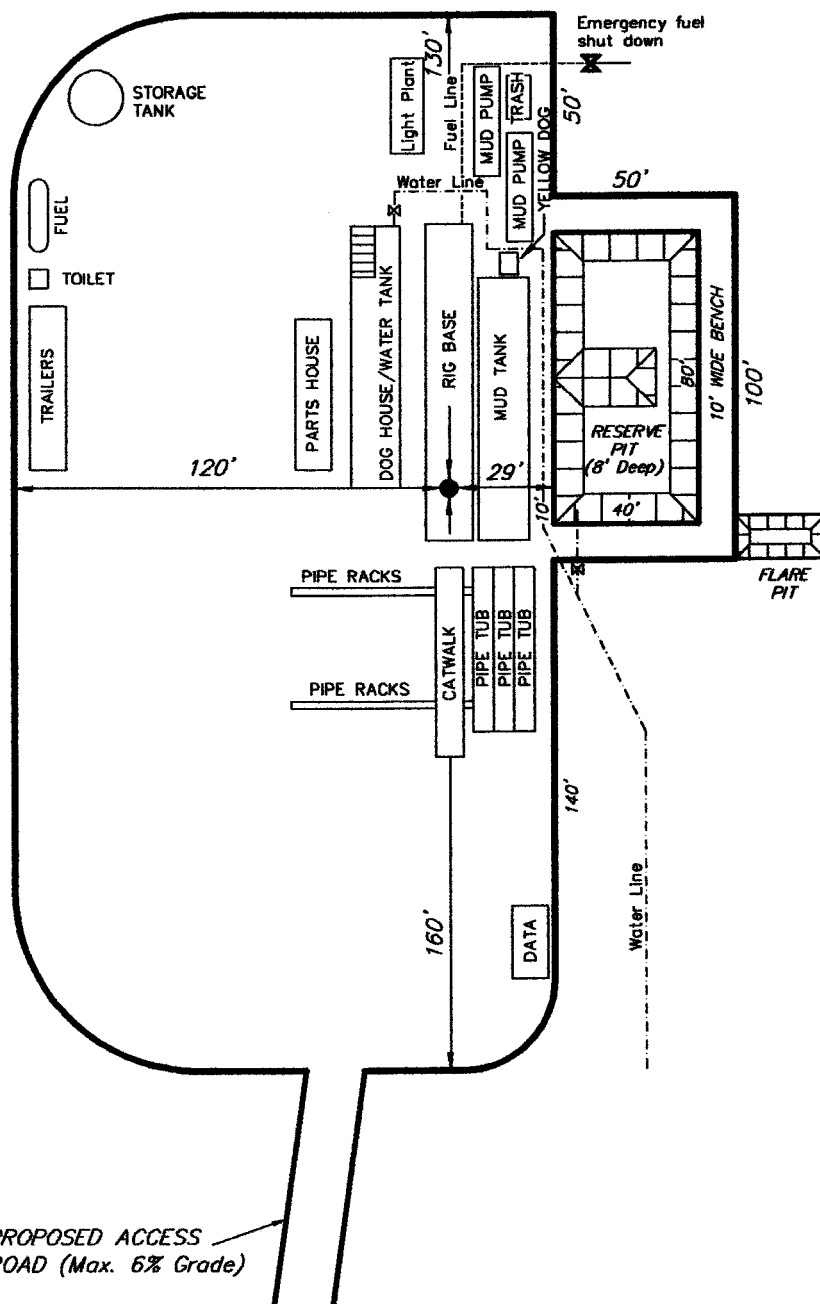 Emergency fuel
shut down
130'
50'
STORAGE
TANK
Light Plant
Fuel Line
MUD PUMP
TRASH
MUD PUMP
YELLOW DOG
Water Line
50'
FUEL
TOILET
TRAILERS
PARTS HOUSE
DOG HOUSE/WATER TANK
RIG BASE
MUD TANK
80'
10' WIDE BENCH
100'
RESERVE
PIT
(8' Deep)
120'
29'
10'
40'
FLARE
PIT
PIPE RACKS
CATWALK
PIPE TUB
PIPE TUB
PIPE TUB
PIPE RACKS
140'
160'
DATA
Water Line
PROPOSED ACCESS
ROAD (Max. 6% Grade)